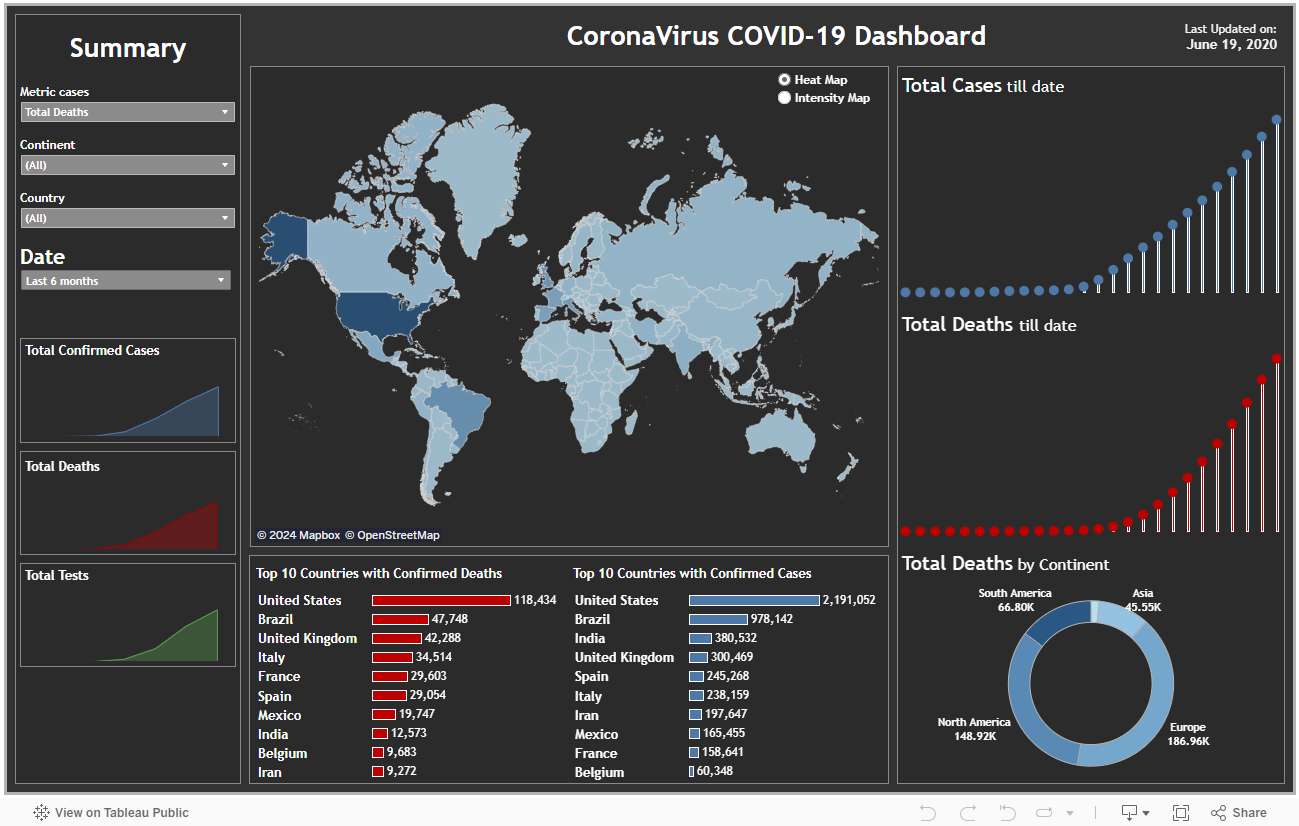 Summary
CoronaVirus COVID-19 Dashboard
Last Updated on:
June 19, 2020
Metric cases
Total Deaths
Continent
(All)
Country
(All)
Date
Last 6 months
Total Confirmed Cases
Total Deaths
Total Tests
Heat Map
Intensity Map
© 2024 Mapbox © OpenStreetMap
Top 10 Countries with Confirmed Deaths
United States 118,434
Brazil 47,748
United Kingdom 42,288
Italy 34,514
France 29,603
Spain 29,054
Mexico 19,747
India 12,573
Belgium 9,683
Iran 9,272
Top 10 Countries with Confirmed Cases
United States 2,191,052
Brazil 978,142
India 380,532
United Kingdom 300,469
Spain 245,268
Italy 238,159
Iran 197,647
Mexico 165,455
France 158,641
Belgium 60,348
Total Cases till date
Total Deaths till date
Total Deaths by Continent
South America
66.80K
Asia
45.55K
North America
148.92K
Europe
186.96K
View on Tableau Public
Share